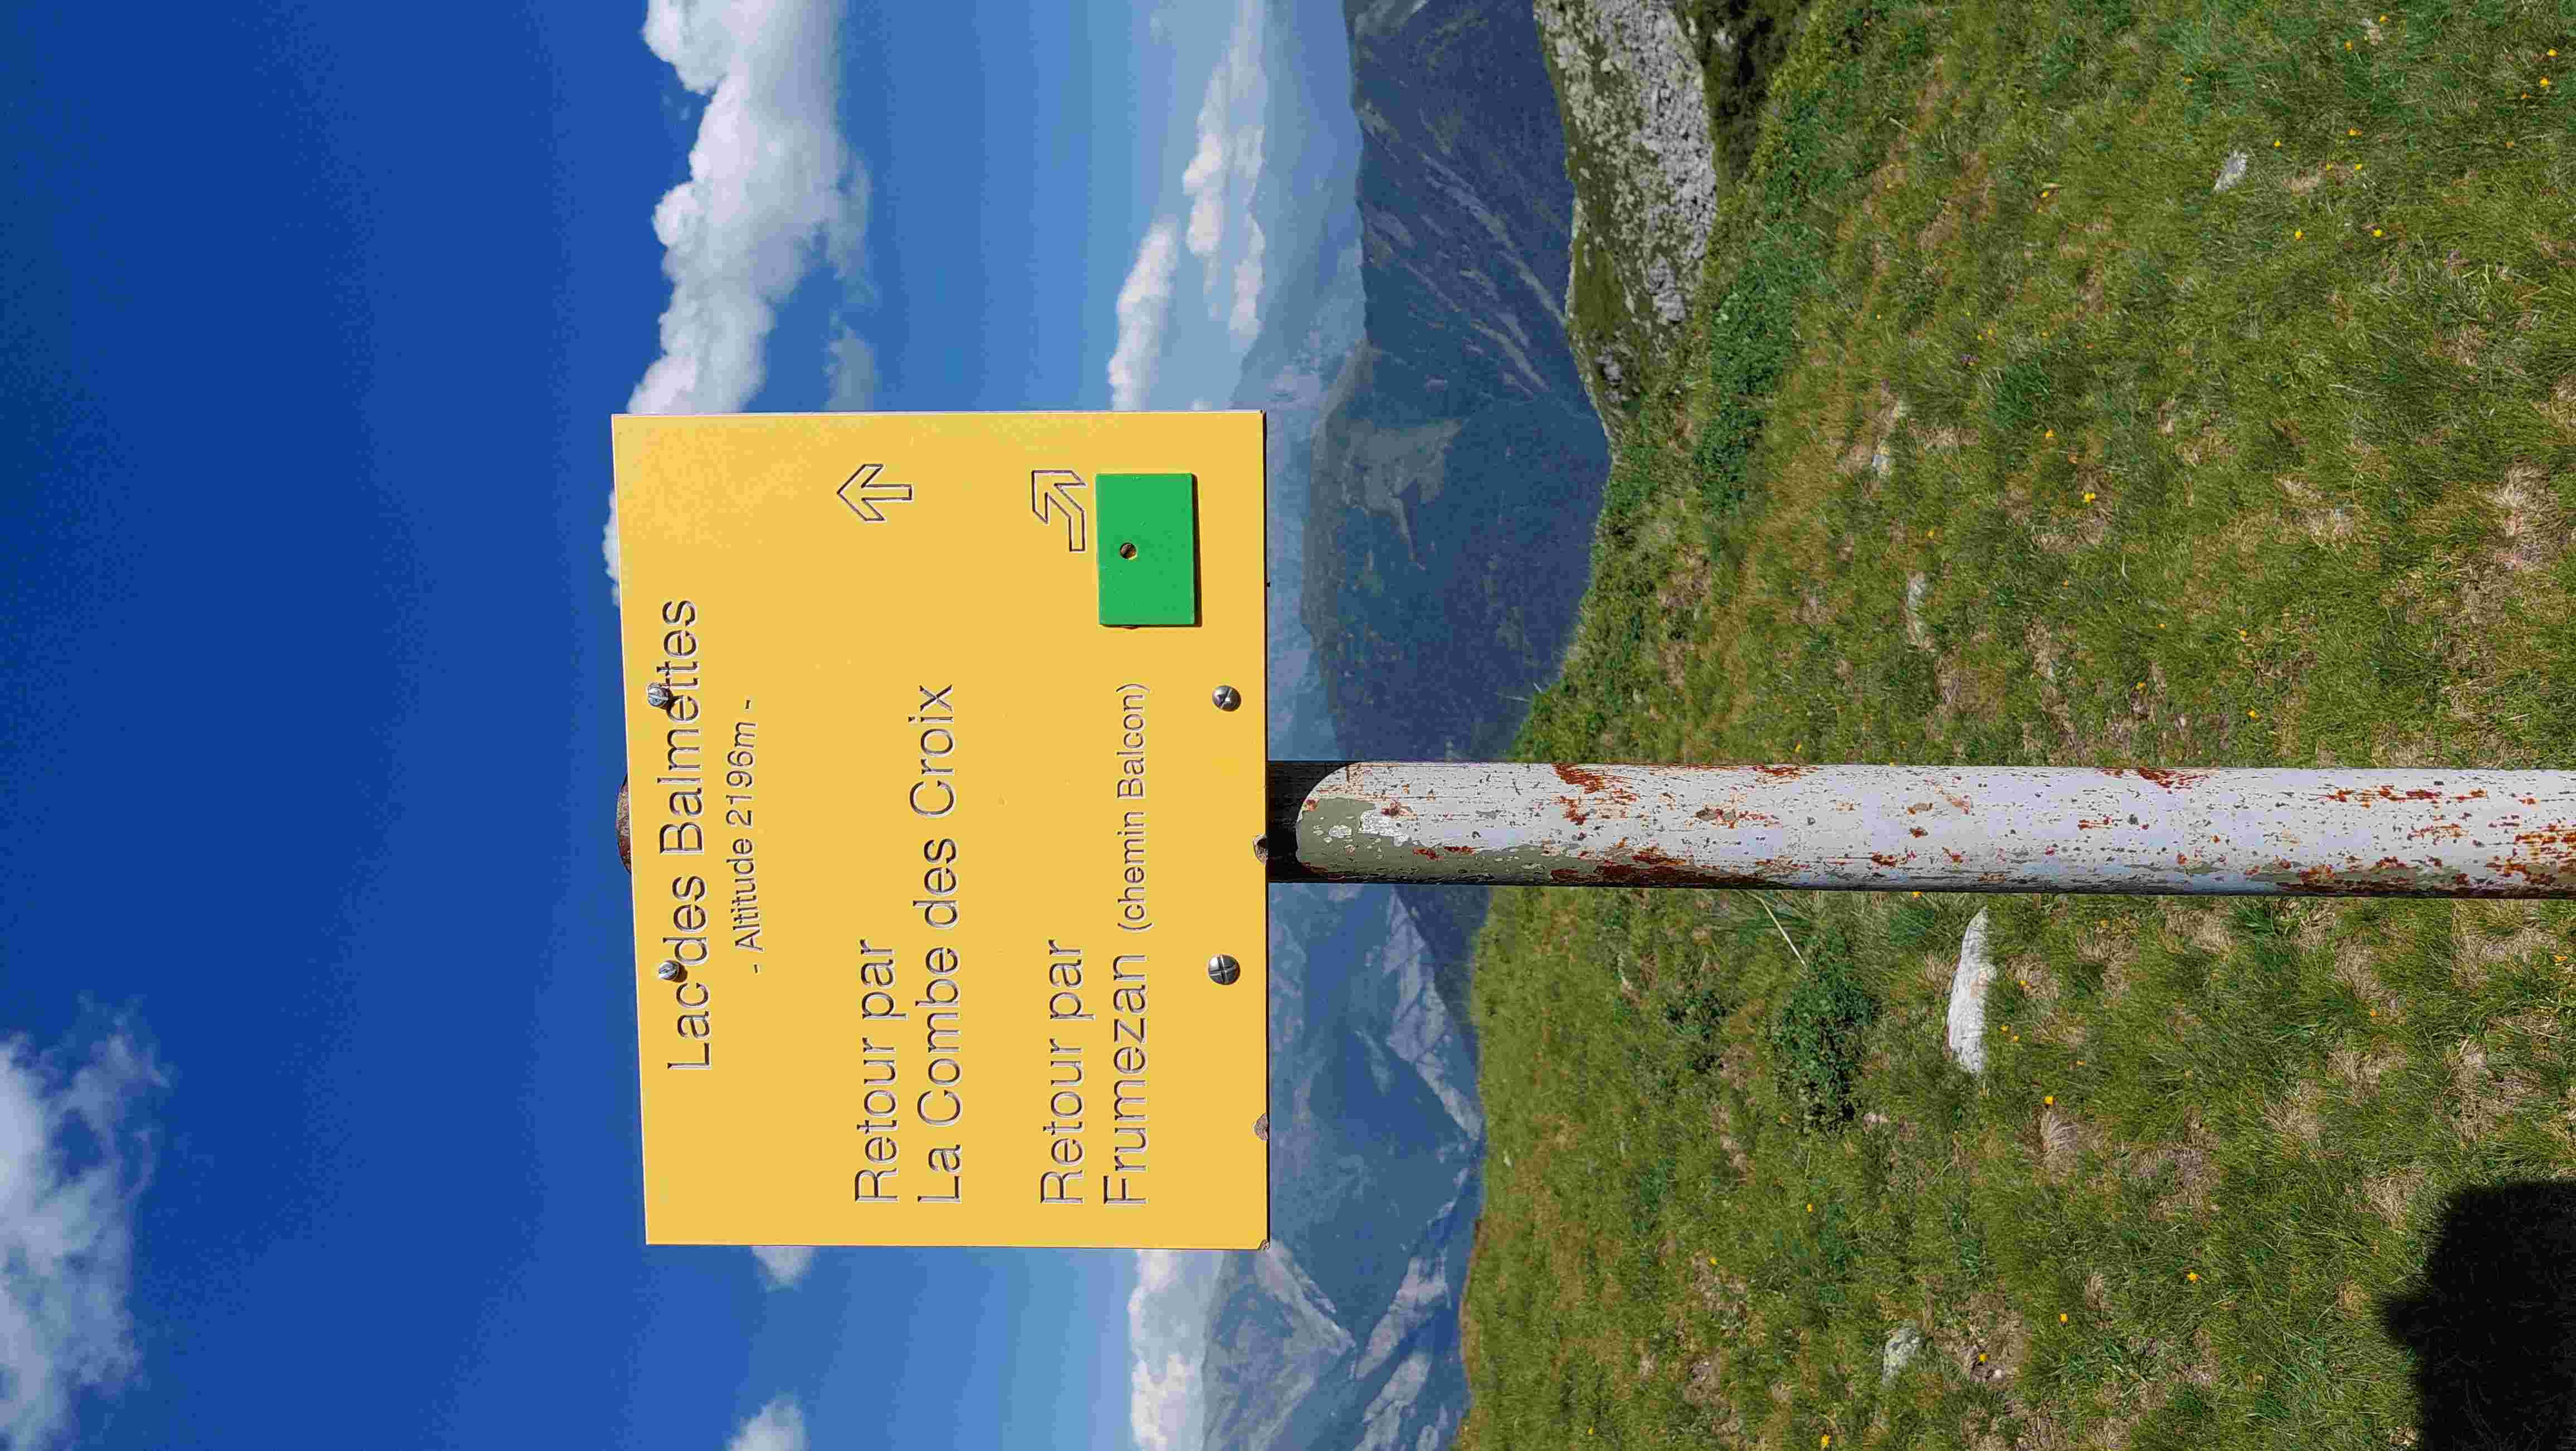 Lac des Balmettes
- Altitude 2196m -
Retour par
La Combe des Croix
Retour par
Frumezan (chemin Balcon)